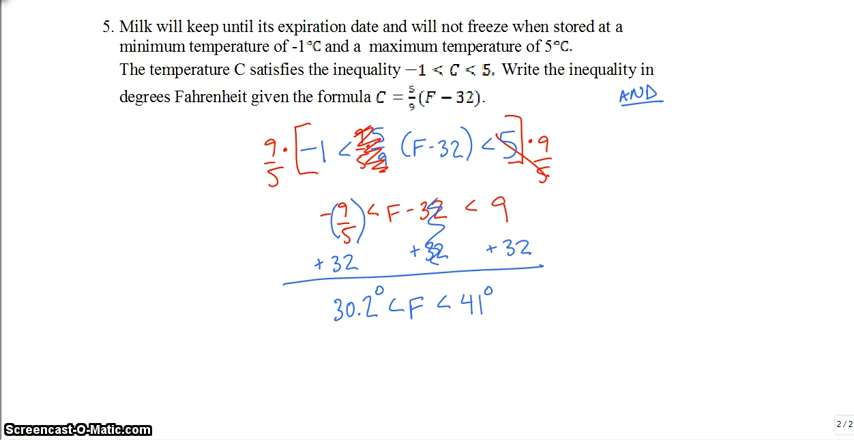 5. Milk will keep until its expiration date and will not freeze when stored at a
minimum temperature of -1°C and a maximum temperature of 5°C.
The temperature C satisfies the inequality −1 < C < 5. Write the inequality in
degrees Fahrenheit given the formula C = 5/9 (F − 32).
AND
9/5 · [-1 < (F-32) < 5] · 9/5
-(9/5) < F - 32 < 9
+32 +32 +32
30.2° < F < 41°
2 / 2
Screencast-O-Matic.com